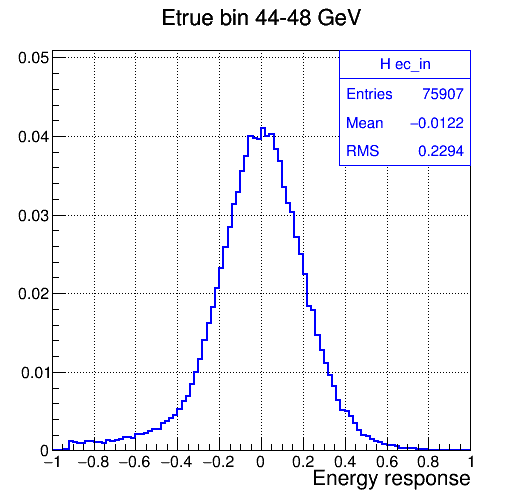 Etrue bin 44-48 GeV
H ec_in
Entries 75907
Mean −0.0122
RMS 0.2294
0.05
0.04
0.03
0.02
0.01
0
−1 −0.8 −0.6 −0.4 −0.2 0 0.2 0.4 0.6 0.8 1
Energy response